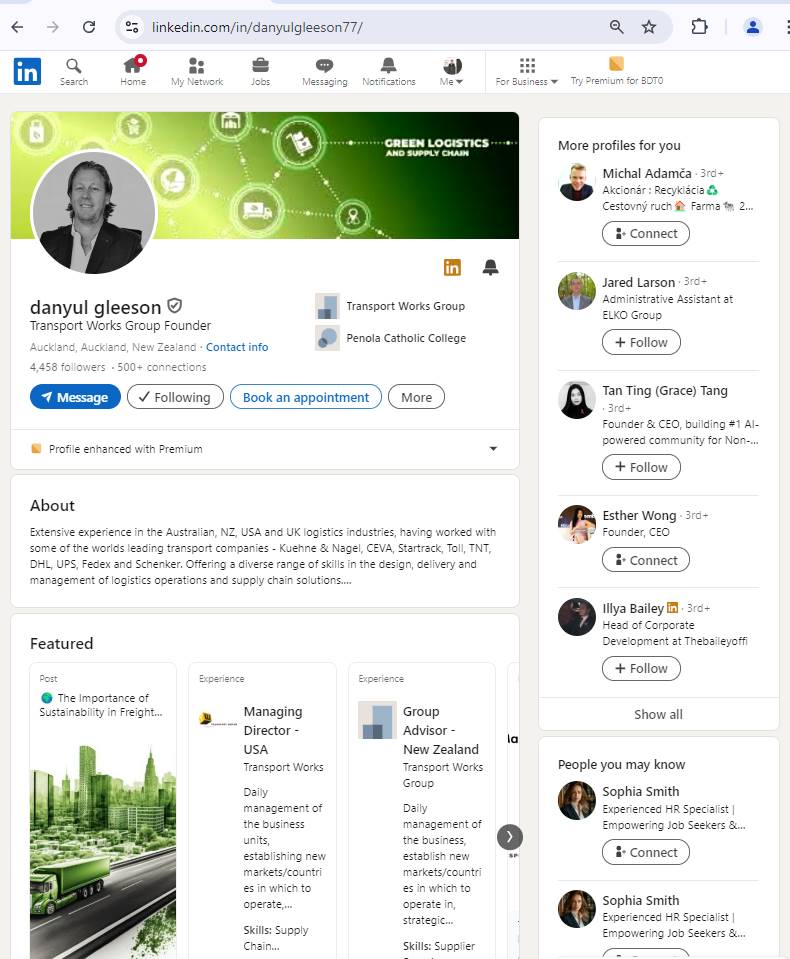 linkedin.com/in/danyulgleeson77/
in
Search
Home
My Network
Jobs
Messaging
Notifications
Me
For Business
Try Premium for BDT0
GREEN LOGISTICS
AND SUPPLY CHAIN
in
danyul gleeson
Transport Works Group Founder
Auckland, Auckland, New Zealand · Contact info
4,458 followers · 500+ connections
Transport Works Group
Penola Catholic College
Message
Following
Book an appointment
More
Profile enhanced with Premium
About
Extensive experience in the Australian, NZ, USA and UK logistics industries, having worked with
some of the worlds leading transport companies - Kuehne & Nagel, CEVA, Startrack, Toll, TNT,
DHL, UPS, Fedex and Schenker. Offering a diverse range of skills in the design, delivery and
management of logistics operations and supply chain solutions....
Featured
Post
🌍 The Importance of
Sustainability in Freight...
Experience
Managing
Director -
USA
Transport Works
Daily
management of
the business
units,
establishing new
markets/countri
es in which to
operate,...
Skills: Supply
Chain...
Experience
Group
Advisor -
New Zealand
Transport Works
Group
Daily
management of
the business,
establish new
markets/countri
es in which to
operate in,
strategic...
Skills: Supplier
More profiles for you
Michal Adamča · 3rd+
Akcionár : Recyklácia♻️
Cestovný ruch🏠 Farma 🐄 2...
Connect
Jared Larson · 3rd+
Administrative Assistant at
ELKO Group
Follow
Tan Ting (Grace) Tang
· 3rd+
Founder & CEO, building #1 AI-
powered community for Non-...
Follow
Esther Wong · 3rd+
Founder, CEO
Connect
Illya Bailey in · 3rd+
Head of Corporate
Development at Thebaileyoffi
Follow
Show all
People you may know
Sophia Smith
Experienced HR Specialist |
Empowering Job Seekers &...
Connect
Sophia Smith
Experienced HR Specialist |
Empowering Job Seekers &...